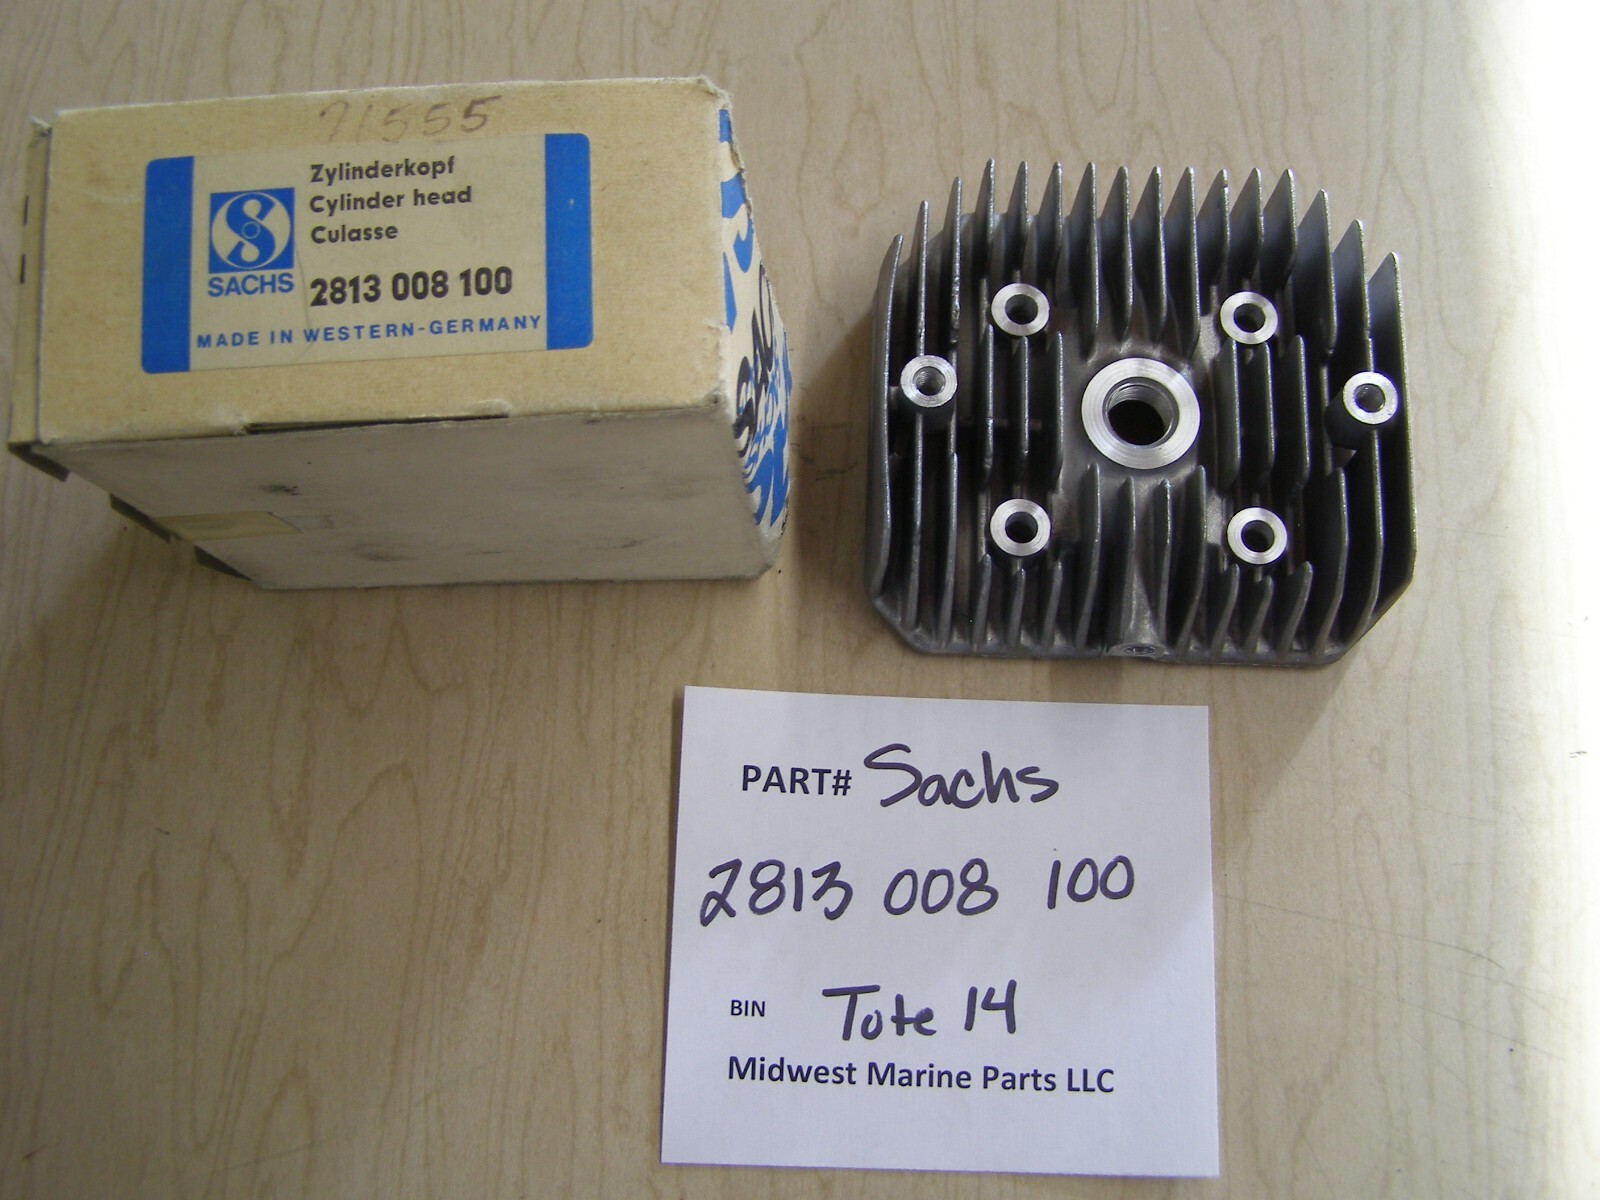 71555
Zylinderkopf
Cylinder head
Culasse
SACHS
2813 008 100
MADE IN WESTERN-GERMANY
PART# Sachs
2813 008 100
BIN Tote 14
Midwest Marine Parts LLC